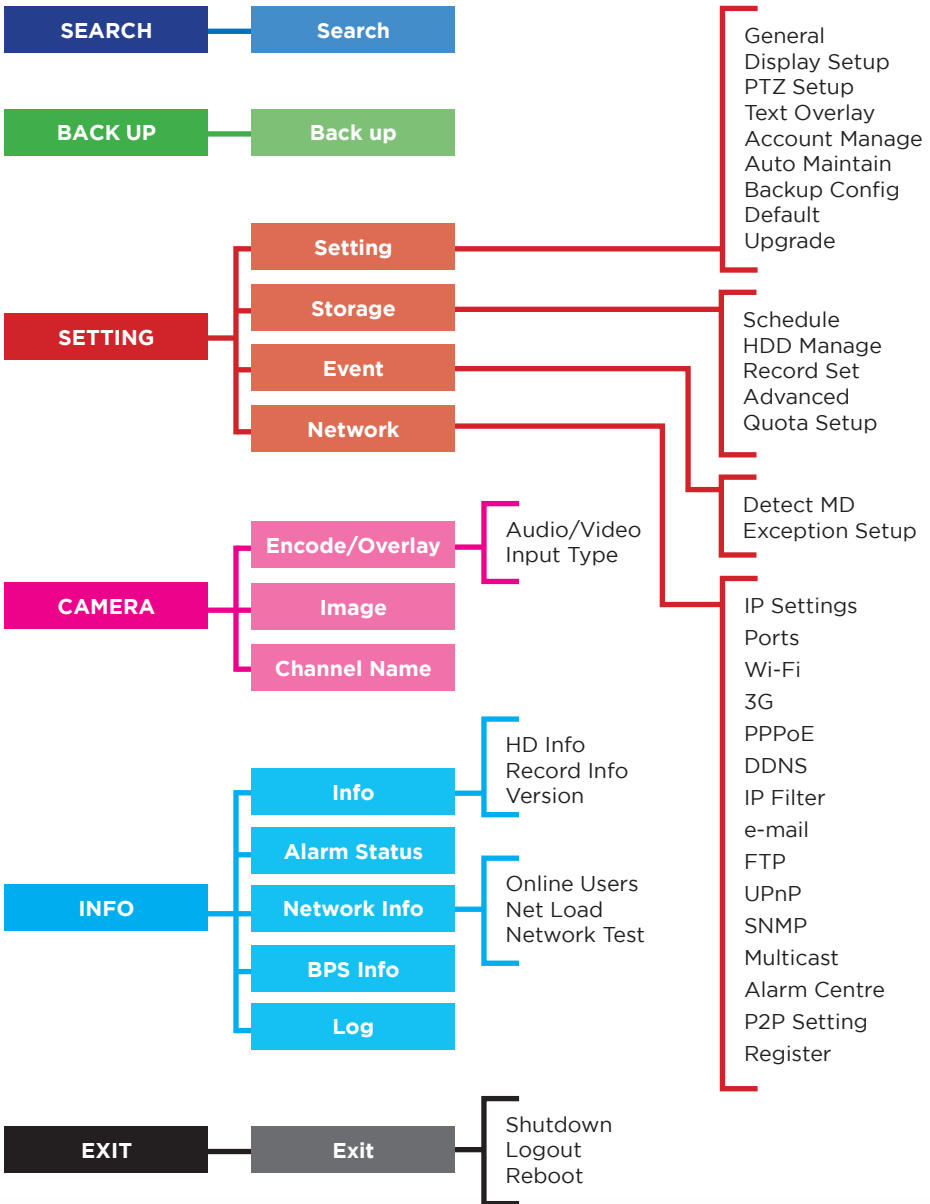 SEARCH
Search
BACK UP
Back up
SETTING
Setting
General
Display Setup
PTZ Setup
Text Overlay
Account Manage
Auto Maintain
Backup Config
Default
Upgrade
Storage
Schedule
HDD Manage
Record Set
Advanced
Quota Setup
Event
Detect MD
Exception Setup
Network
IP Settings
Ports
Wi-Fi
3G
PPPoE
DDNS
IP Filter
e-mail
FTP
UPnP
SNMP
Multicast
Alarm Centre
P2P Setting
Register
CAMERA
Encode/Overlay
Audio/Video
Input Type
Image
Channel Name
INFO
Info
HD Info
Record Info
Version
Alarm Status
Network Info
Online Users
Net Load
Network Test
BPS Info
Log
EXIT
Exit
Shutdown
Logout
Reboot